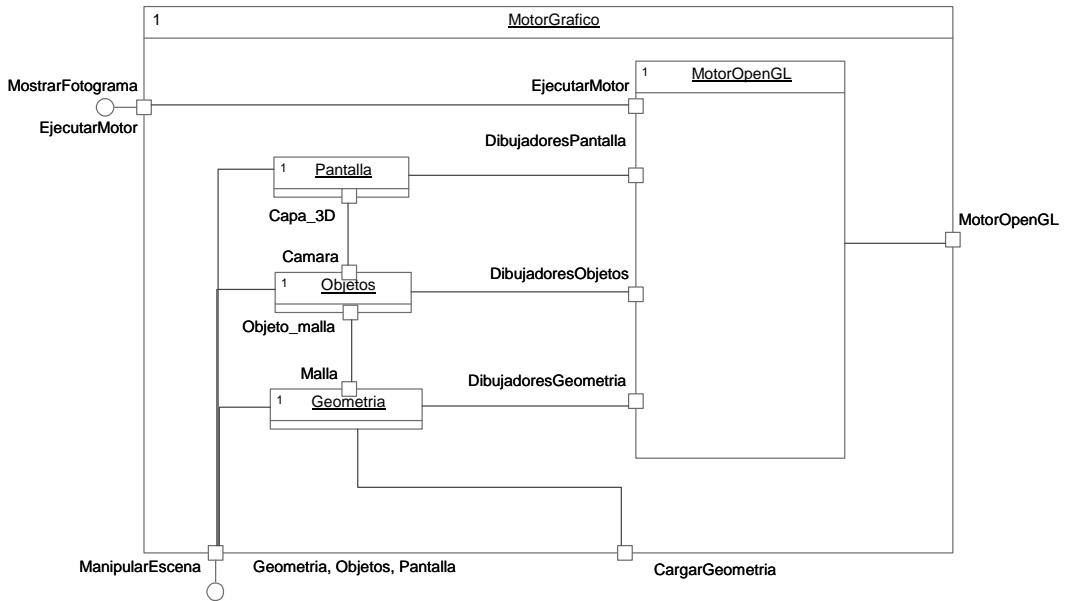 1 MotorGrafico
1 MotorOpenGL
MostrarFotograma
EjecutarMotor
EjecutarMotor
DibujadoresPantalla
1 Pantalla
Capa_3D
MotorOpenGL
Camara
DibujadoresObjetos
1 Objetos
Objeto_malla
Malla
DibujadoresGeometria
1 Geometria
ManipularEscena
Geometria, Objetos, Pantalla
CargarGeometria